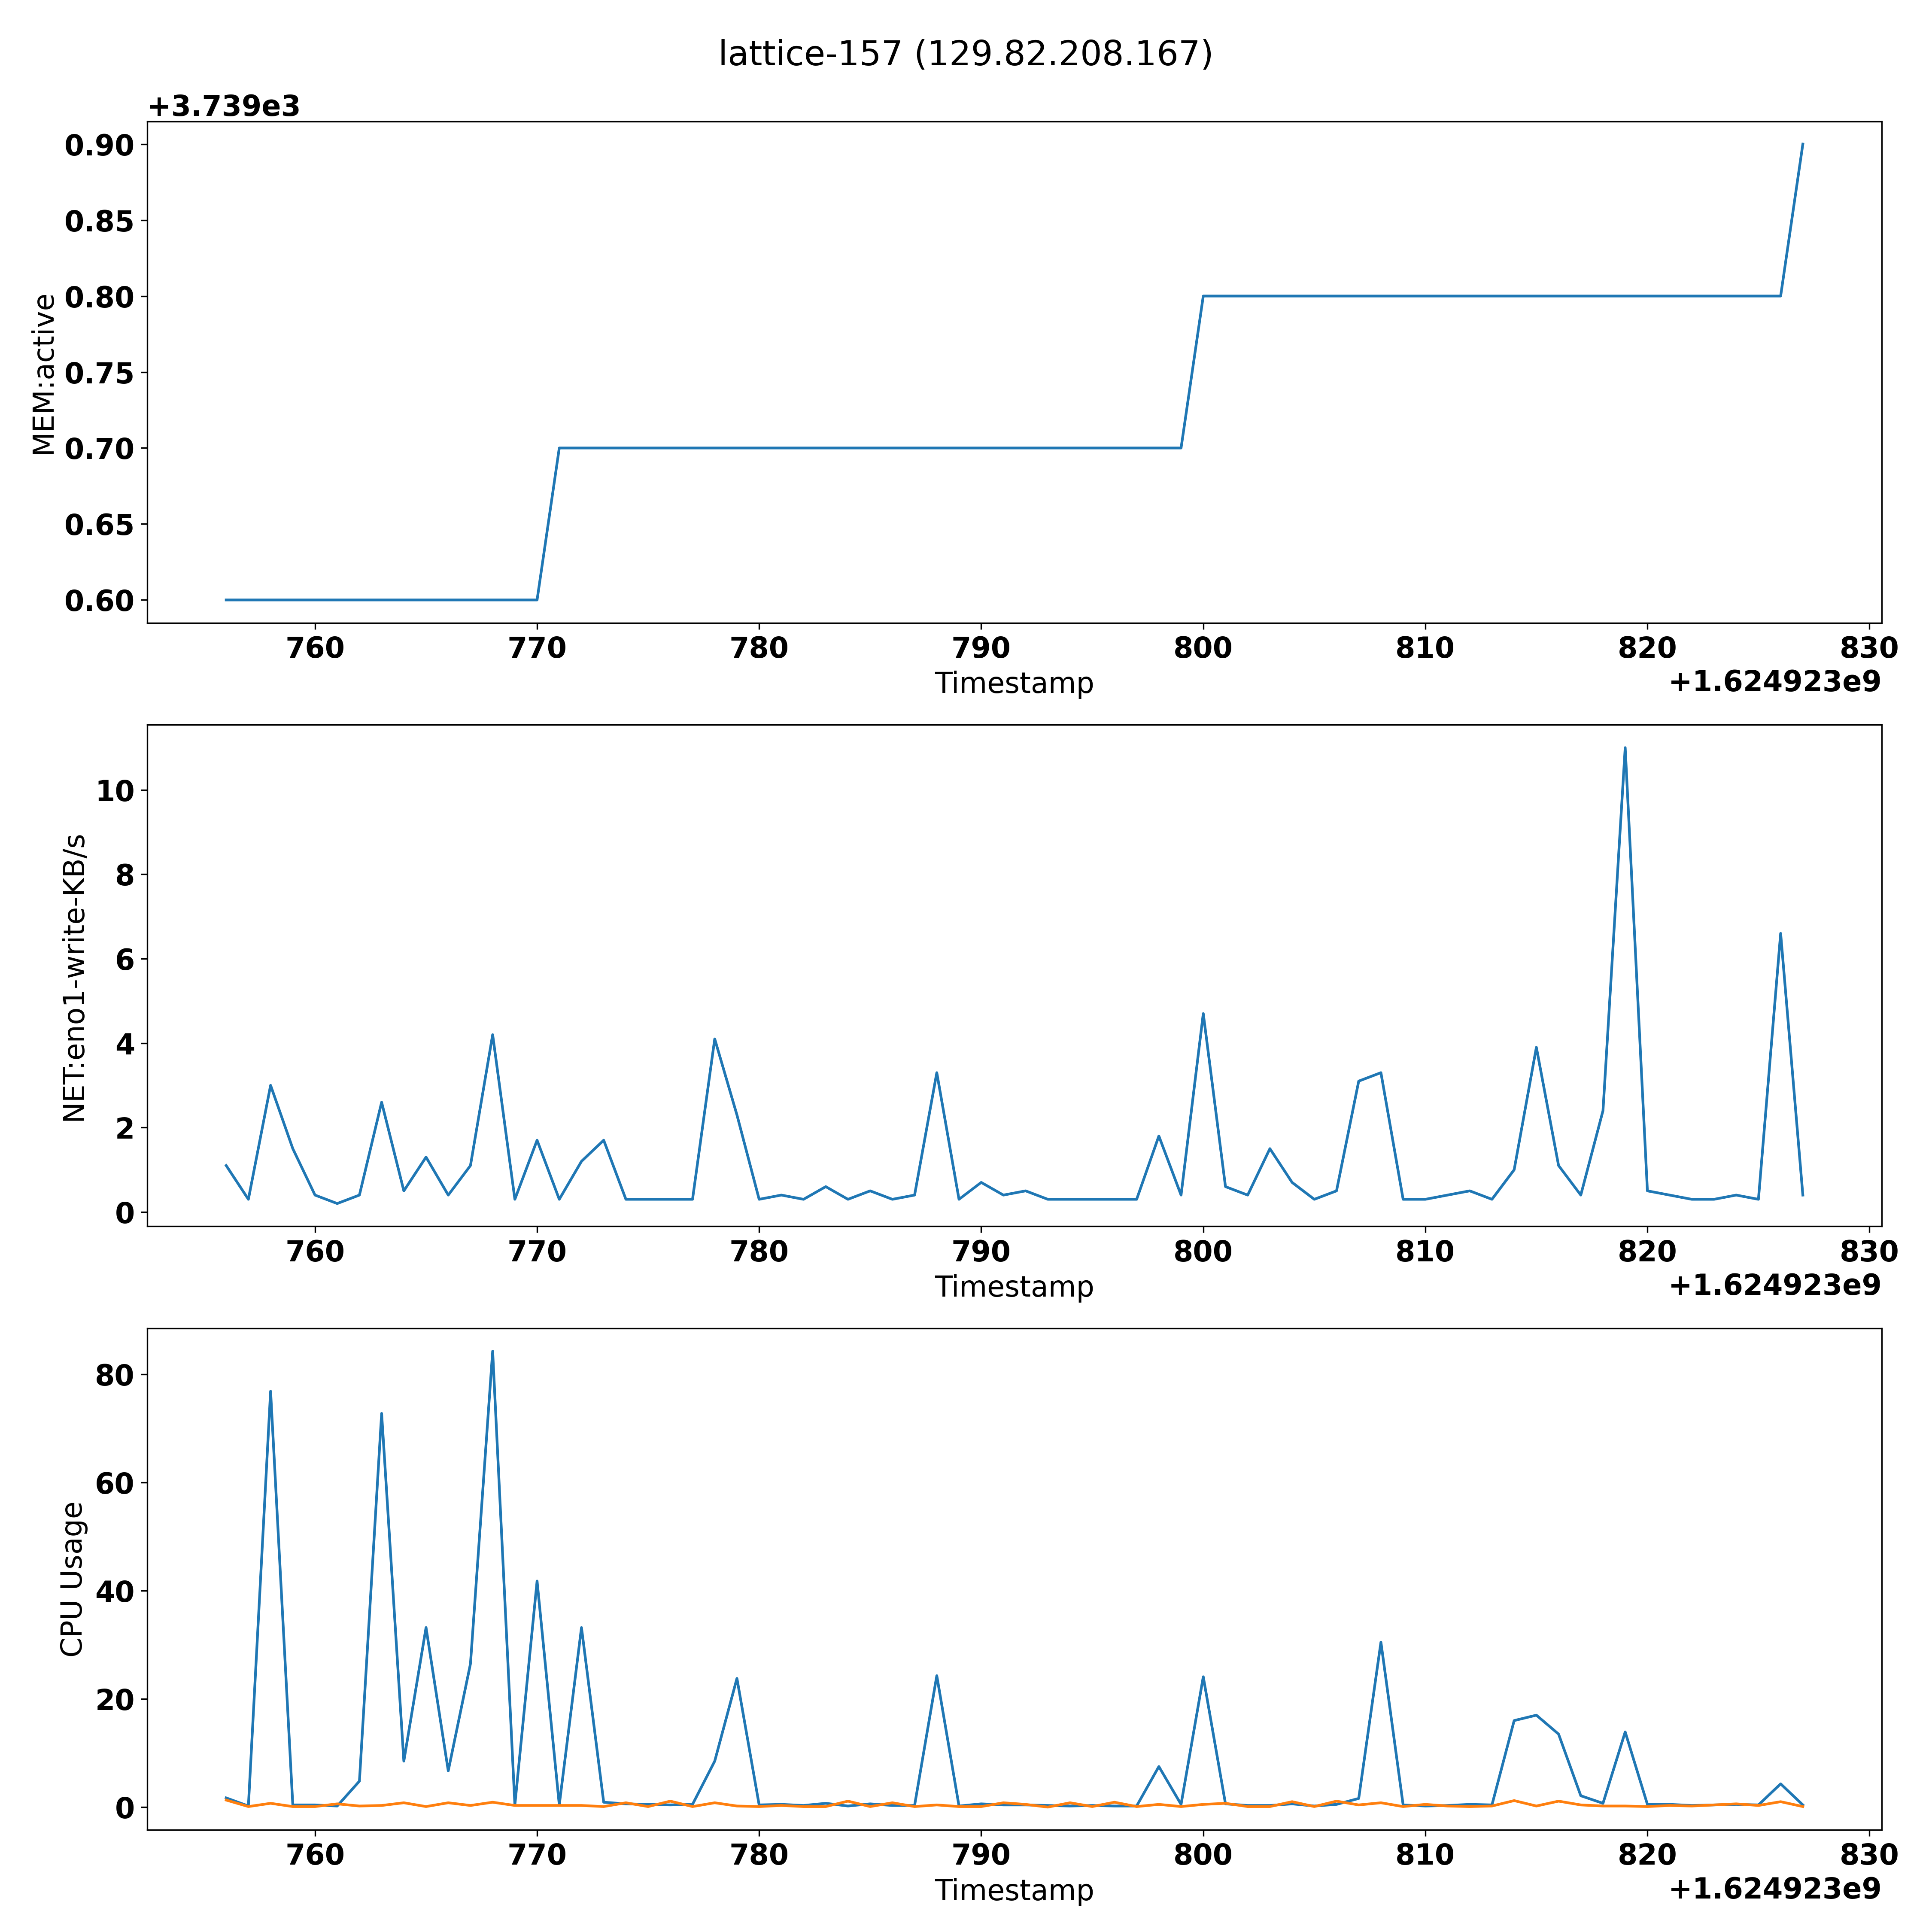 lattice-157 (129.82.208.167)
+3.739e3
0.90
0.85
0.80
0.75
0.70
0.65
0.60
MEM:active
760 770 780 790 800 810 820 830
Timestamp
+1.624923e9
10
8
6
4
2
0
NET:eno1-write-KB/s
760 770 780 790 800 810 820 830
Timestamp
+1.624923e9
80
60
40
20
0
CPU Usage
760 770 780 790 800 810 820 830
Timestamp
+1.624923e9